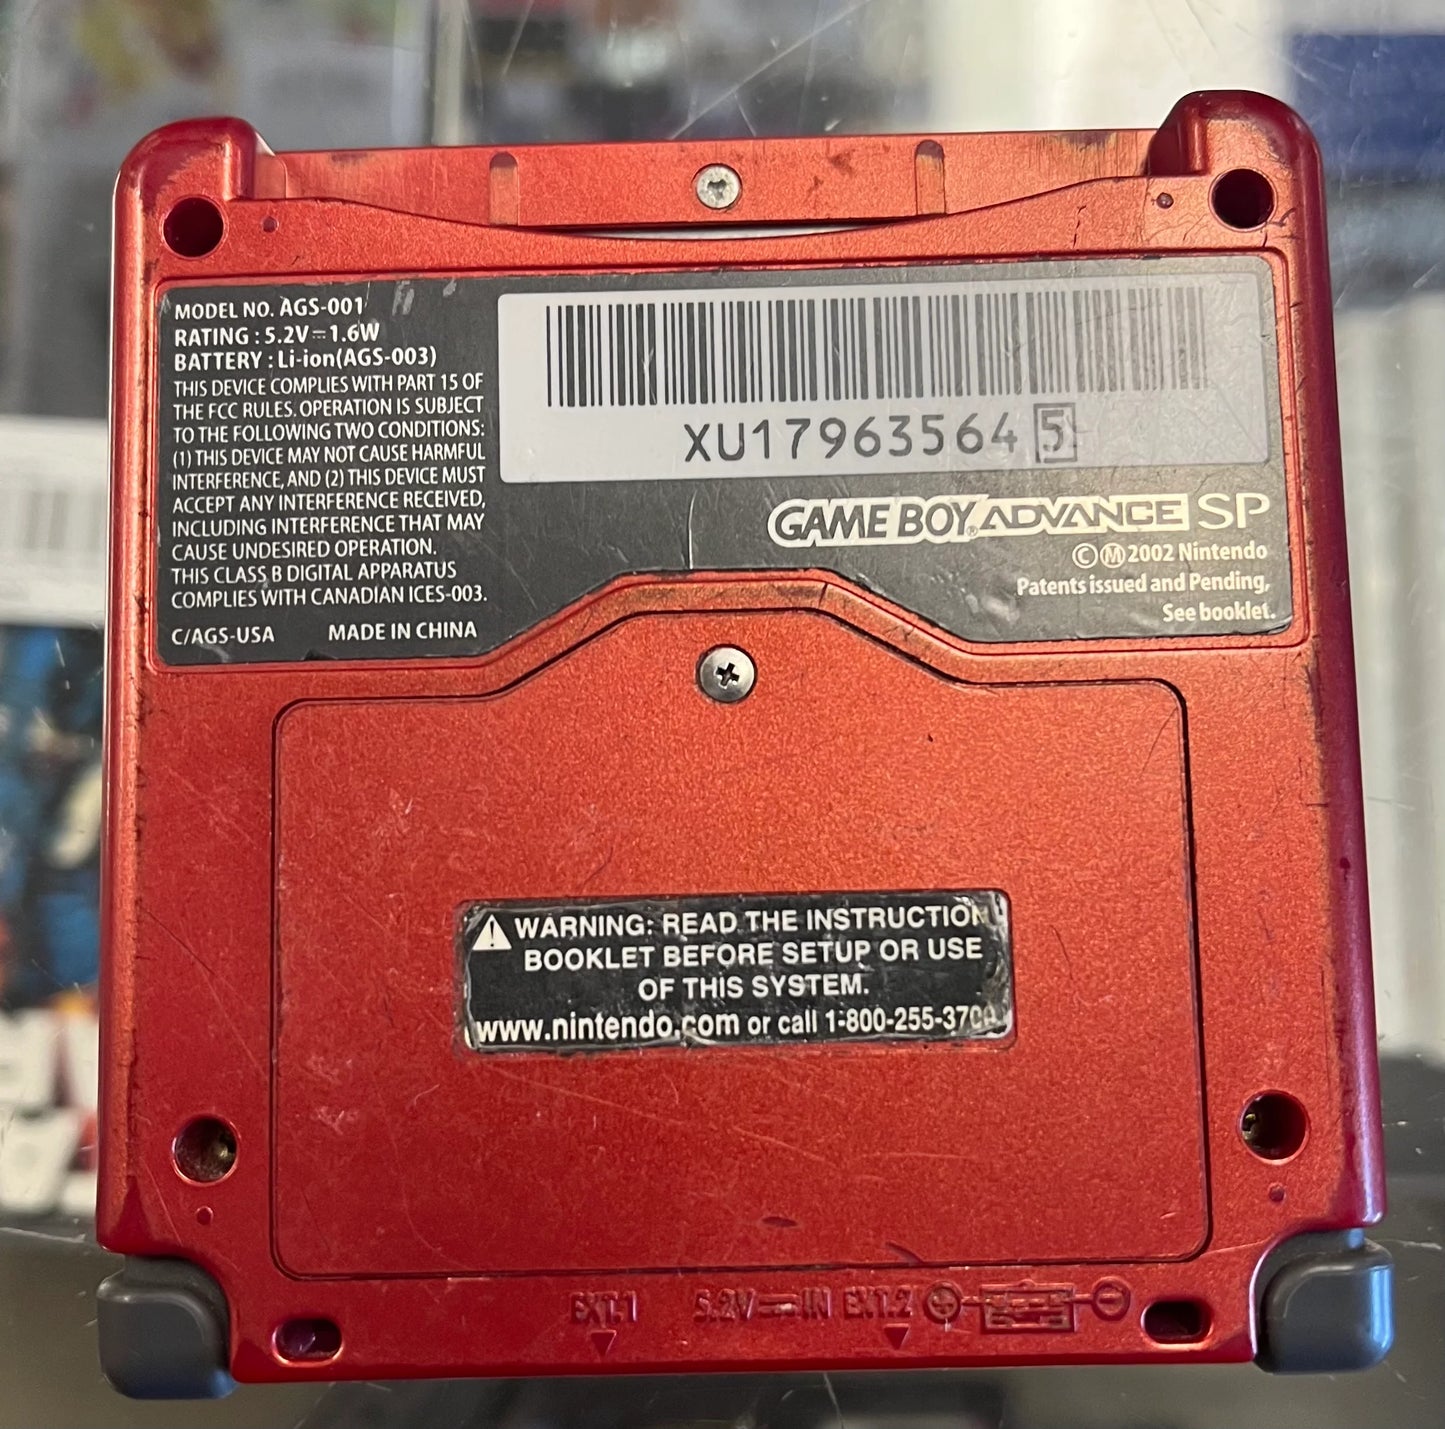 MODEL NO. AGS-001
RATING : 5.2V⎓1.6W
BATTERY : Li-ion(AGS-003)
THIS DEVICE COMPLIES WITH PART 15 OF
THE FCC RULES. OPERATION IS SUBJECT
TO THE FOLLOWING TWO CONDITIONS:
(1) THIS DEVICE MAY NOT CAUSE HARMFUL
INTERFERENCE, AND (2) THIS DEVICE MUST
ACCEPT ANY INTERFERENCE RECEIVED,
INCLUDING INTERFERENCE THAT MAY
CAUSE UNDESIRED OPERATION.
THIS CLASS B DIGITAL APPARATUS
COMPLIES WITH CANADIAN ICES-003.
C/AGS-USA MADE IN CHINA
XU17963564 5
GAME BOY ADVANCE SP
©Ⓜ2002 Nintendo
Patents issued and Pending,
See booklet.
WARNING: READ THE INSTRUCTION
BOOKLET BEFORE SETUP OR USE
OF THIS SYSTEM.
www.nintendo.com or call 1-800-255-3700
EXT.1 5.2V⎓IN EXT.2